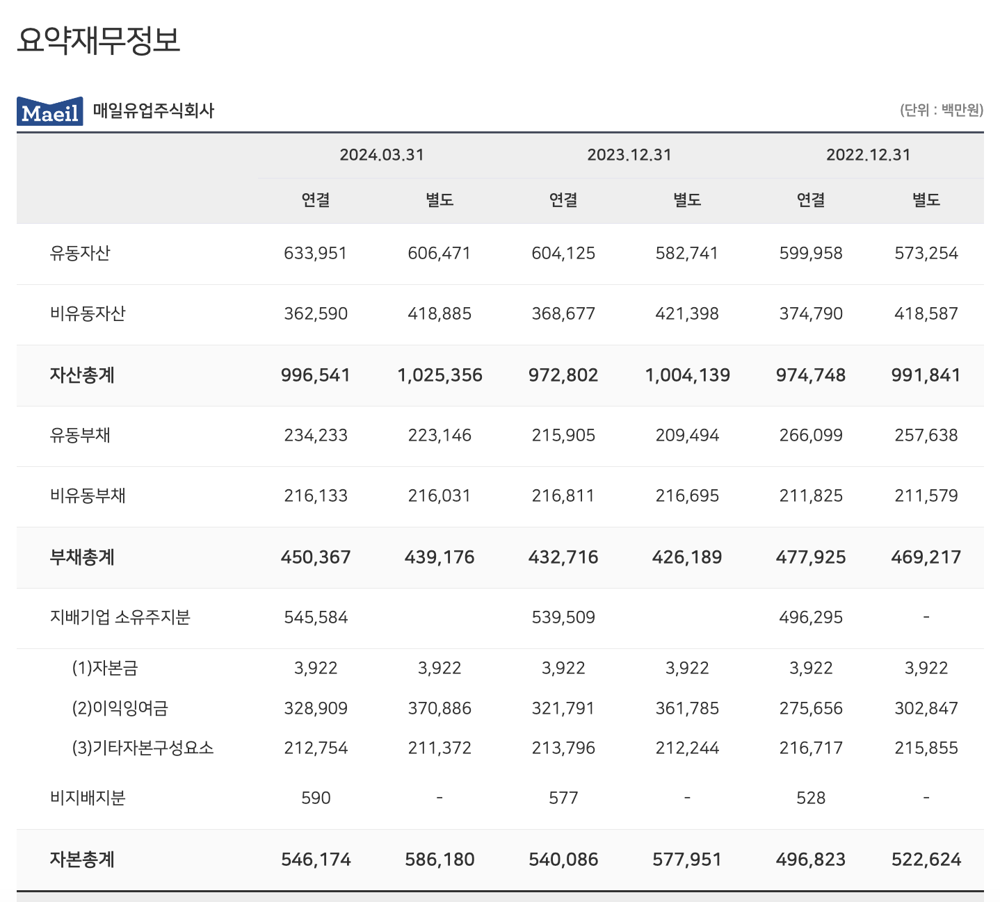 요약재무정보
Maeil 매일유업주식회사 (단위 : 백만원)
2024.03.31 2023.12.31 2022.12.31
연결 별도 연결 별도 연결 별도
유동자산 633,951 606,471 604,125 582,741 599,958 573,254
비유동자산 362,590 418,885 368,677 421,398 374,790 418,587
자산총계 996,541 1,025,356 972,802 1,004,139 974,748 991,841
유동부채 234,233 223,146 215,905 209,494 266,099 257,638
비유동부채 216,133 216,031 216,811 216,695 211,825 211,579
부채총계 450,367 439,176 432,716 426,189 477,925 469,217
지배기업 소유주지분 545,584 539,509 496,295 -
(1)자본금 3,922 3,922 3,922 3,922 3,922 3,922
(2)이익잉여금 328,909 370,886 321,791 361,785 275,656 302,847
(3)기타자본구성요소 212,754 211,372 213,796 212,244 216,717 215,855
비지배지분 590 - 577 - 528 -
자본총계 546,174 586,180 540,086 577,951 496,823 522,624